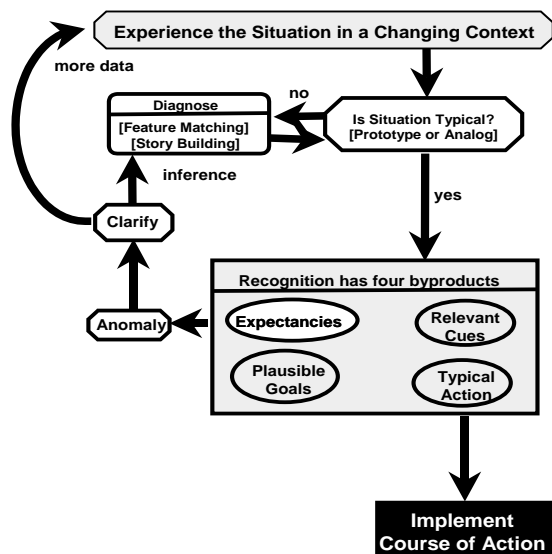 Experience the Situation in a Changing Context
more data
no
Diagnose
[Feature Matching]
[Story Building]
Is Situation Typical?
[Prototype or Analog]
inference
yes
Clarify
Recognition has four byproducts
Anomaly
Expectancies
Relevant
Cues
Plausible
Goals
Typical
Action
Implement
Course of Action